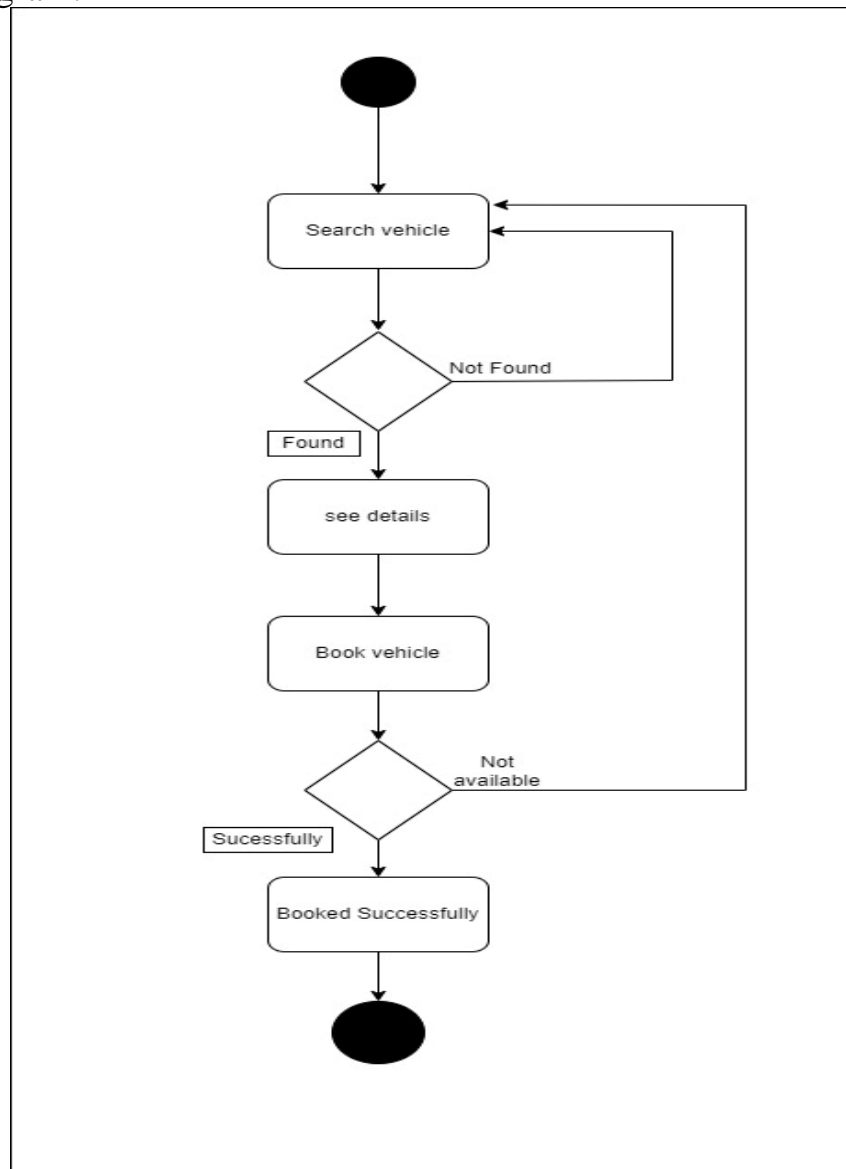 Search vehicle
Not Found
Found
see details
Book vehicle
Not
available
Sucessfully
Booked Successfully